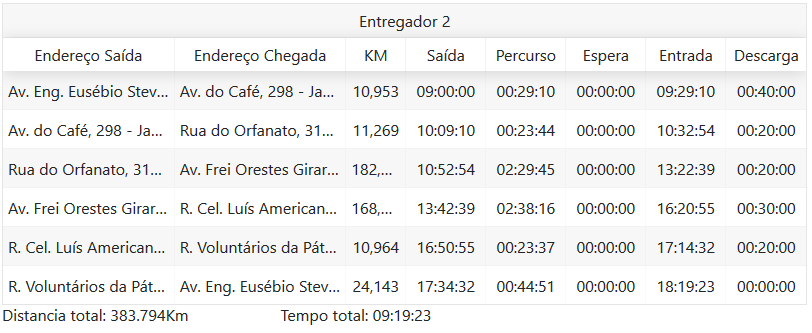 Entregador 2
Endereço Saída Endereço Chegada KM Saída Percurso Espera Entrada Descarga
Av. Eng. Eusébio Stev... Av. do Café, 298 - Ja... 10,953 09:00:00 00:29:10 00:00:00 09:29:10 00:40:00
Av. do Café, 298 - Ja... Rua do Orfanato, 31... 11,269 10:09:10 00:23:44 00:00:00 10:32:54 00:20:00
Rua do Orfanato, 31... Av. Frei Orestes Girar... 182,... 10:52:54 02:29:45 00:00:00 13:22:39 00:20:00
Av. Frei Orestes Girar... R. Cel. Luís American... 168,... 13:42:39 02:38:16 00:00:00 16:20:55 00:30:00
R. Cel. Luís American... R. Voluntários da Pát... 10,964 16:50:55 00:23:37 00:00:00 17:14:32 00:20:00
R. Voluntários da Pát... Av. Eng. Eusébio Stev... 24,143 17:34:32 00:44:51 00:00:00 18:19:23 00:00:00
Distancia total: 383.794Km Tempo total: 09:19:23